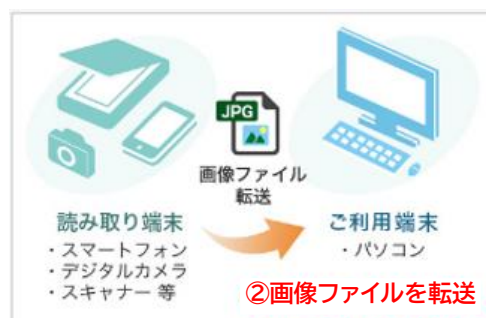 JPG
画像ファイル
転送
読み取り端末
・スマートフォン
・デジタルカメラ
・スキャナー 等
ご利用端末
・パソコン
②画像ファイルを転送